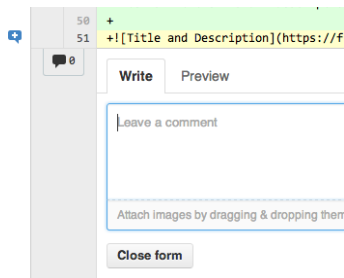 50 +
51 +![Title and Description](https://f
0
Write Preview
Leave a comment
Attach images by dragging & dropping them
Close form